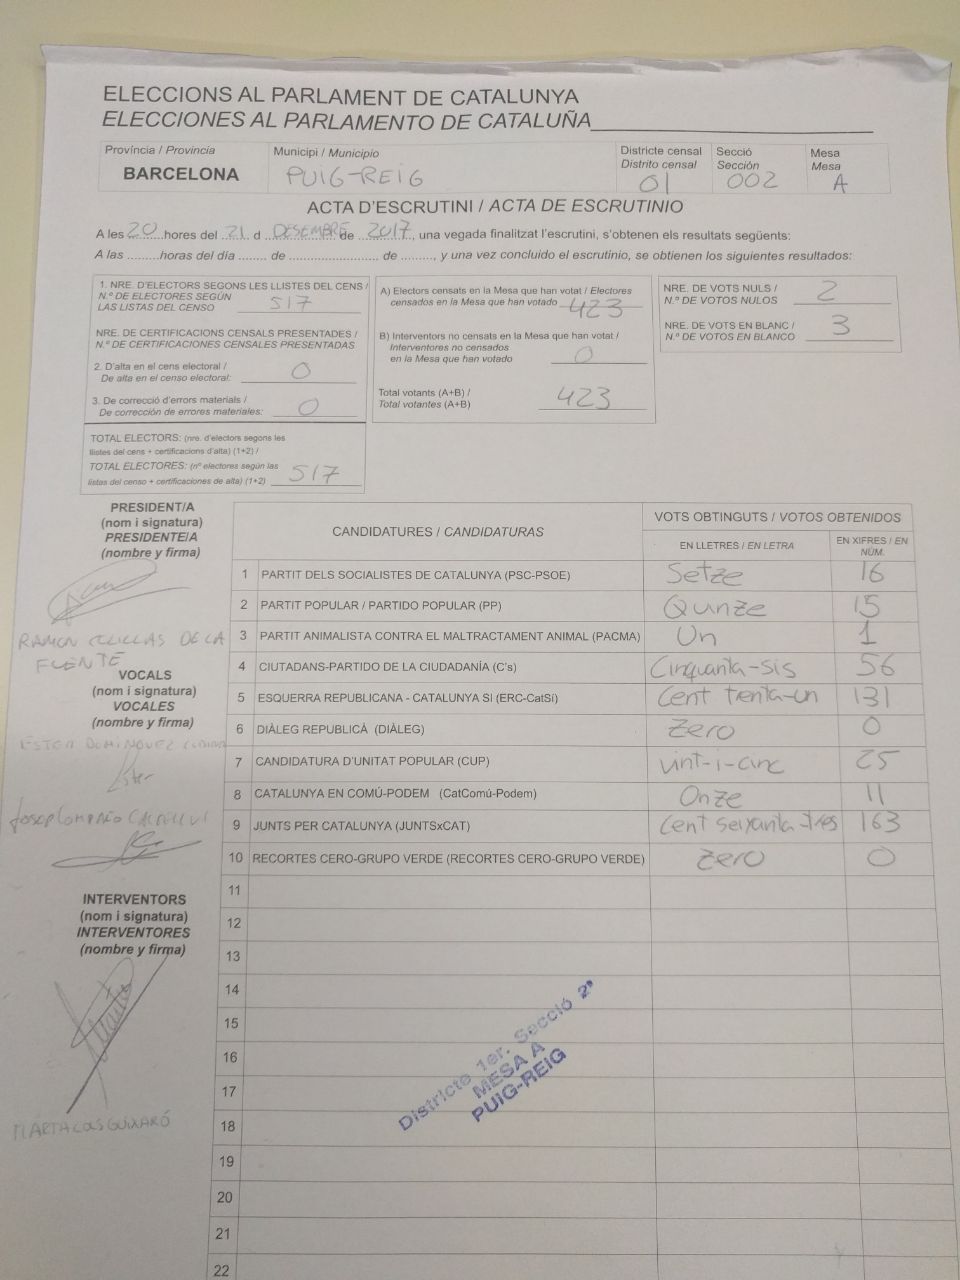 ELECCIONS AL PARLAMENT DE CATALUNYA
ELECCIONES AL PARLAMENTO DE CATALUÑA
Província / Provincia
BARCELONA
Municipi / Municipio
PUIG-REIG
Districte censal
Distrito censal
01
Secció
Sección
002
Mesa
Mesa
A
ACTA D'ESCRUTINI / ACTA DE ESCRUTINIO
A les 20 hores del 21 d DESEMBRE de 2017, una vegada finalitzat l'escrutini, s'obtenen els resultats següents:
A las ......... horas del día ........ de ............................ de ........., y una vez concluido el escrutinio, se obtienen los siguientes resultados:
1. NRE. D'ELECTORS SEGONS LES LLISTES DEL CENS /
N.º DE ELECTORES SEGÚN
LAS LISTAS DEL CENSO 517
NRE. DE CERTIFICACIONS CENSALS PRESENTADES /
N.º DE CERTIFICACIONES CENSALES PRESENTADAS
2. D'alta en el cens electoral /
De alta en el censo electoral: 0
3. De correcció d'errors materials /
De corrección de errores materiales: 0
TOTAL ELECTORS: (nre. d'electors segons les
llistes del cens + certificacions d'alta) (1+2) /
TOTAL ELECTORES: (nº electores según las
listas del censo + certificaciones de alta) (1+2) 517
A) Electors censats en la Mesa que han votat / Electores
censados en la Mesa que han votado 423
B) Interventors no censats en la Mesa que han votat /
Interventores no censados
en la Mesa que han votado 0
Total votants (A+B) /
Total votantes (A+B) 423
NRE. DE VOTS NULS /
N.º DE VOTOS NULOS 2
NRE. DE VOTS EN BLANC /
N.º DE VOTOS EN BLANCO 3
PRESIDENT/A
(nom i signatura)
PRESIDENTE/A
(nombre y firma)
RAMON DE LA
FUENTE
VOCALS
(nom i signatura)
VOCALES
(nombre y firma)
ESTER DOMINGUEZ
Ester
Josep
INTERVENTORS
(nom i signatura)
INTERVENTORES
(nombre y firma)
MARTA COLS GUIXARÓ
CANDIDATURES / CANDIDATURAS
VOTS OBTINGUTS / VOTOS OBTENIDOS
EN LLETRES / EN LETRA
EN XIFRES / EN
NÚM.
1 PARTIT DELS SOCIALISTES DE CATALUNYA (PSC-PSOE) Setze 16
2 PARTIT POPULAR / PARTIDO POPULAR (PP) Qunze 15
3 PARTIT ANIMALISTA CONTRA EL MALTRACTAMENT ANIMAL (PACMA) Un 1
4 CIUTADANS-PARTIDO DE LA CIUDADANÍA (C's) Cinquanta-sis 56
5 ESQUERRA REPUBLICANA - CATALUNYA SI (ERC-CatSí) Cent trenta-un 131
6 DIÀLEG REPUBLICÀ (DIÀLEG) Zero 0
7 CANDIDATURA D'UNITAT POPULAR (CUP) vint-i-cinc 25
8 CATALUNYA EN COMÚ-PODEM (CatComú-Podem) Onze 11
9 JUNTS PER CATALUNYA (JUNTSxCAT) Cent seixanta-tres 163
10 RECORTES CERO-GRUPO VERDE (RECORTES CERO-GRUPO VERDE) Zero 0
11
12
13
14
15
16
17
18
19
20
21
22
Districte 1er. Secció 2ª
MESA A
PUIG-REIG